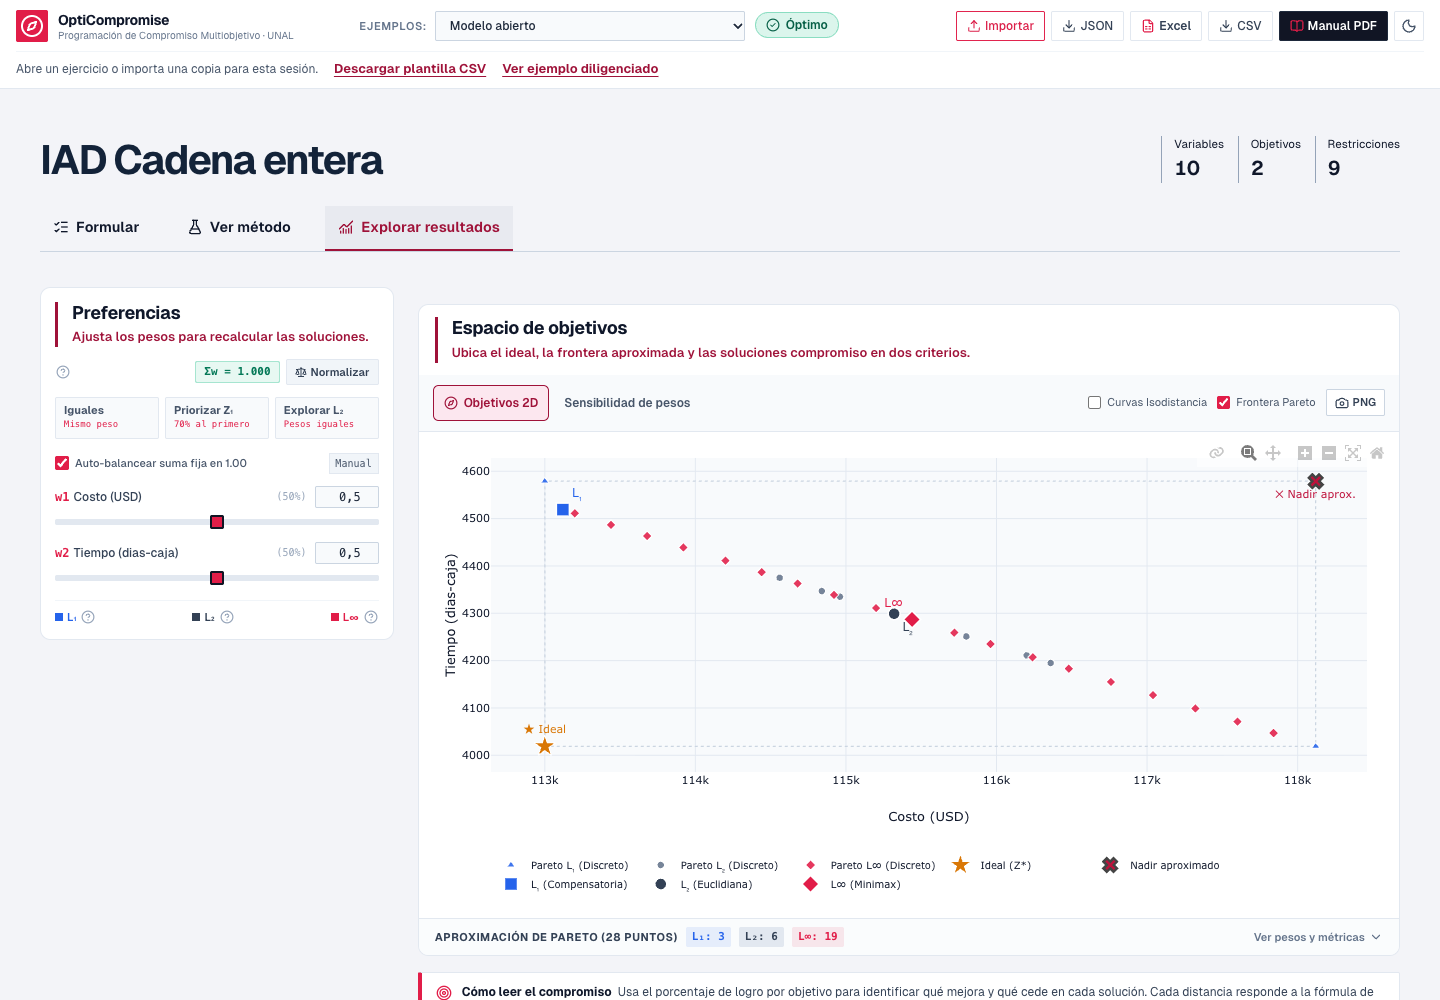 OptiCompromise
Programación de Compromiso Multiobjetivo · UNAL
EJEMPLOS:
Modelo abierto
Óptimo
Importar
JSON
Excel
CSV
Manual PDF
Abre un ejercicio o importa una copia para esta sesión.
Descargar plantilla CSV
Ver ejemplo diligenciado
IAD Cadena entera
Variables
10
Objetivos
2
Restricciones
9
Formular
Ver método
Explorar resultados
Preferencias
Ajusta los pesos para recalcular las soluciones.
Σw = 1.000
Normalizar
Iguales
Mismo peso
Priorizar Z₁
70% al primero
Explorar L₂
Pesos iguales
Auto-balancear suma fija en 1.00
Manual
w1 Costo (USD)
(50%)
0,5
w2 Tiempo (dias-caja)
(50%)
0,5
L₁
L₂
L∞
Espacio de objetivos
Ubica el ideal, la frontera aproximada y las soluciones compromiso en dos criterios.
Objetivos 2D
Sensibilidad de pesos
Curvas Isodistancia
Frontera Pareto
PNG
4600
4500
4400
4300
4200
4100
4000
Tiempo (dias-caja)
L₁
× Nadir aprox.
L∞
L₂
★ Ideal
113k
114k
115k
116k
117k
118k
Costo (USD)
Pareto L₁ (Discreto)
Pareto L₂ (Discreto)
Pareto L∞ (Discreto)
Ideal (Z*)
Nadir aproximado
L₁ (Compensatoria)
L₂ (Euclidiana)
L∞ (Minimax)
APROXIMACIÓN DE PARETO (28 PUNTOS)
L₁: 3
L₂: 6
L∞: 19
Ver pesos y métricas
Cómo leer el compromiso Usa el porcentaje de logro por objetivo para identificar qué mejora y qué cede en cada solución. Cada distancia responde a la fórmula de